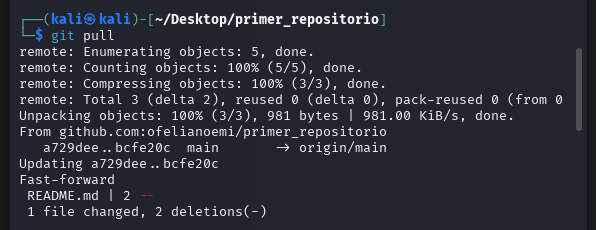 ┌──(kali㉿kali)-[~/Desktop/primer_repositorio]
└─$ git pull
remote: Enumerating objects: 5, done.
remote: Counting objects: 100% (5/5), done.
remote: Compressing objects: 100% (3/3), done.
remote: Total 3 (delta 2), reused 0 (delta 0), pack-reused 0 (from 0
Unpacking objects: 100% (3/3), 981 bytes | 981.00 KiB/s, done.
From github.com:ofelianoemi/primer_repositorio
   a729dee..bcfe20c  main       -> origin/main
Updating a729dee..bcfe20c
Fast-forward
 README.md | 2 --
 1 file changed, 2 deletions(-)